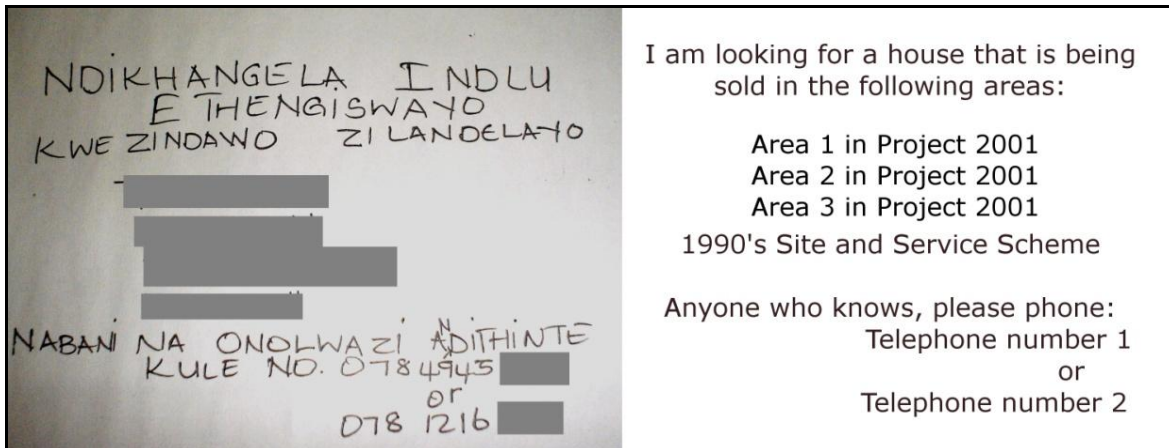 NDIKHANGELA INDLU
ETHENGISWAYO
KWEZINDAWO ZILANDELAYO
NABANI NA ONOLWAZI ANDITHINTE
KULE NO. 078 4945
or
078 1216
I am looking for a house that is being
sold in the following areas:
Area 1 in Project 2001
Area 2 in Project 2001
Area 3 in Project 2001
1990's Site and Service Scheme
Anyone who knows, please phone:
Telephone number 1
or
Telephone number 2